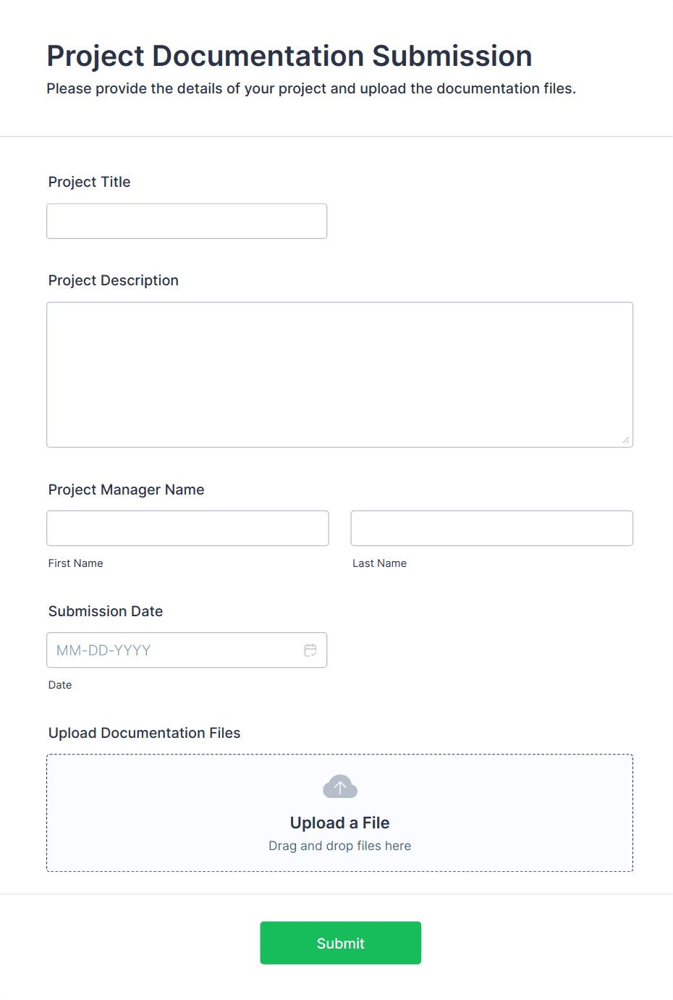 Project Documentation Submission
Please provide the details of your project and upload the documentation files.
Project Title
Project Description
Project Manager Name
First Name
Last Name
Submission Date
MM-DD-YYYY
Date
Upload Documentation Files
Upload a File
Drag and drop files here
Submit